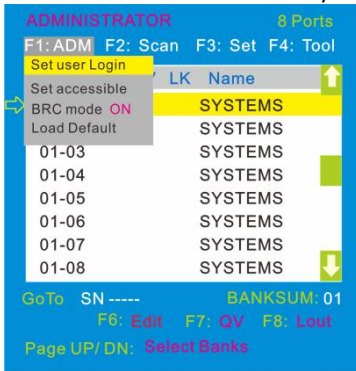 ADMINISTRATOR 8 Ports
F1: ADM F2: Scan F3: Set F4: Tool
Set user Login
LK Name
Set accessible
BRC mode ON
SYSTEMS
Load Default
SYSTEMS
01-03 SYSTEMS
01-04 SYSTEMS
01-05 SYSTEMS
01-06 SYSTEMS
01-07 SYSTEMS
01-08 SYSTEMS
GoTo SN ----- BANKSUM: 01
F6: Edit F7: QV F8: Lout
Page UP/ DN: Select Banks